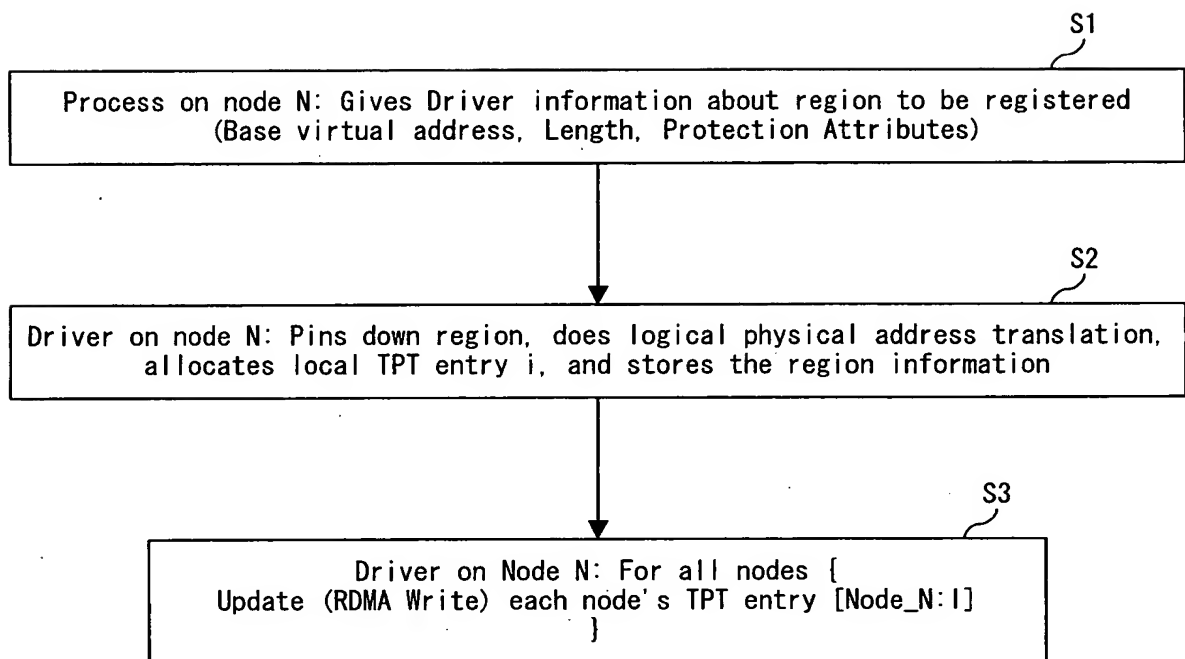 S1
Process on node N: Gives Driver information about region to be registered
(Base virtual address, Length, Protection Attributes)
S2
Driver on node N: Pins down region, does logical physical address translation,
allocates local TPT entry i, and stores the region information
S3
Driver on Node N: For all nodes {
Update (RDMA Write) each node's TPT entry [Node_N:I]
}